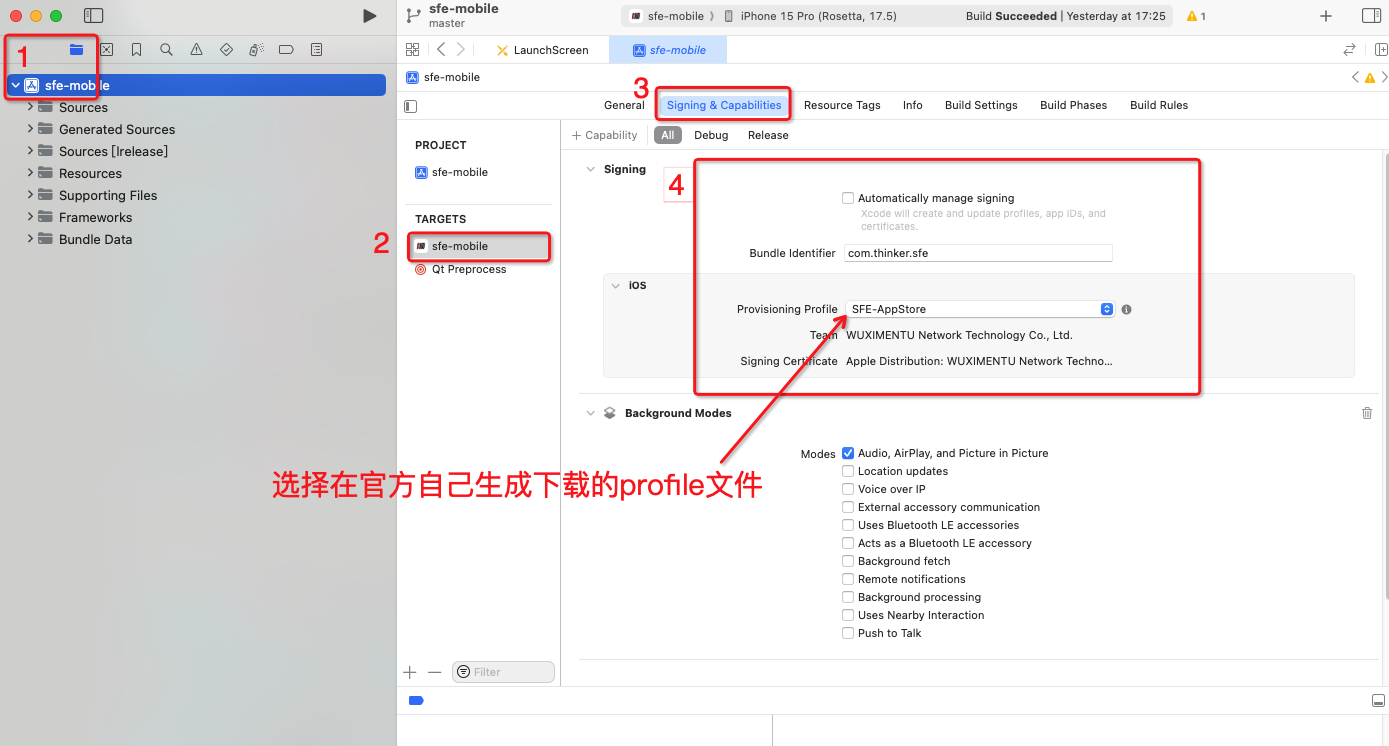 sfe-mobile
master
sfe-mobile 〉 iPhone 15 Pro (Rosetta, 17.5)
Build Succeeded | Yesterday at 17:25
1
1
LaunchScreen
sfe-mobile
sfe-mobile
sfe-mobile
Sources
Generated Sources
Sources [Irelease]
Resources
Supporting Files
Frameworks
Bundle Data
3
General
Signing & Capabilities
Resource Tags
Info
Build Settings
Build Phases
Build Rules
+ Capability
All
Debug
Release
PROJECT
sfe-mobile
TARGETS
2
sfe-mobile
Qt Preprocess
Signing
4
Automatically manage signing
Xcode will create and update profiles, app IDs, and
certificates.
Bundle Identifier com.thinker.sfe
iOS
Provisioning Profile SFE-AppStore
Team WUXIMENTU Network Technology Co., Ltd.
Signing Certificate Apple Distribution: WUXIMENTU Network Techno...
Background Modes
Modes
Audio, AirPlay, and Picture in Picture
Location updates
选择在官方自己生成下载的profile文件
Voice over IP
External accessory communication
Uses Bluetooth LE accessories
Acts as a Bluetooth LE accessory
Background fetch
Remote notifications
Background processing
Uses Nearby Interaction
Push to Talk
Filter